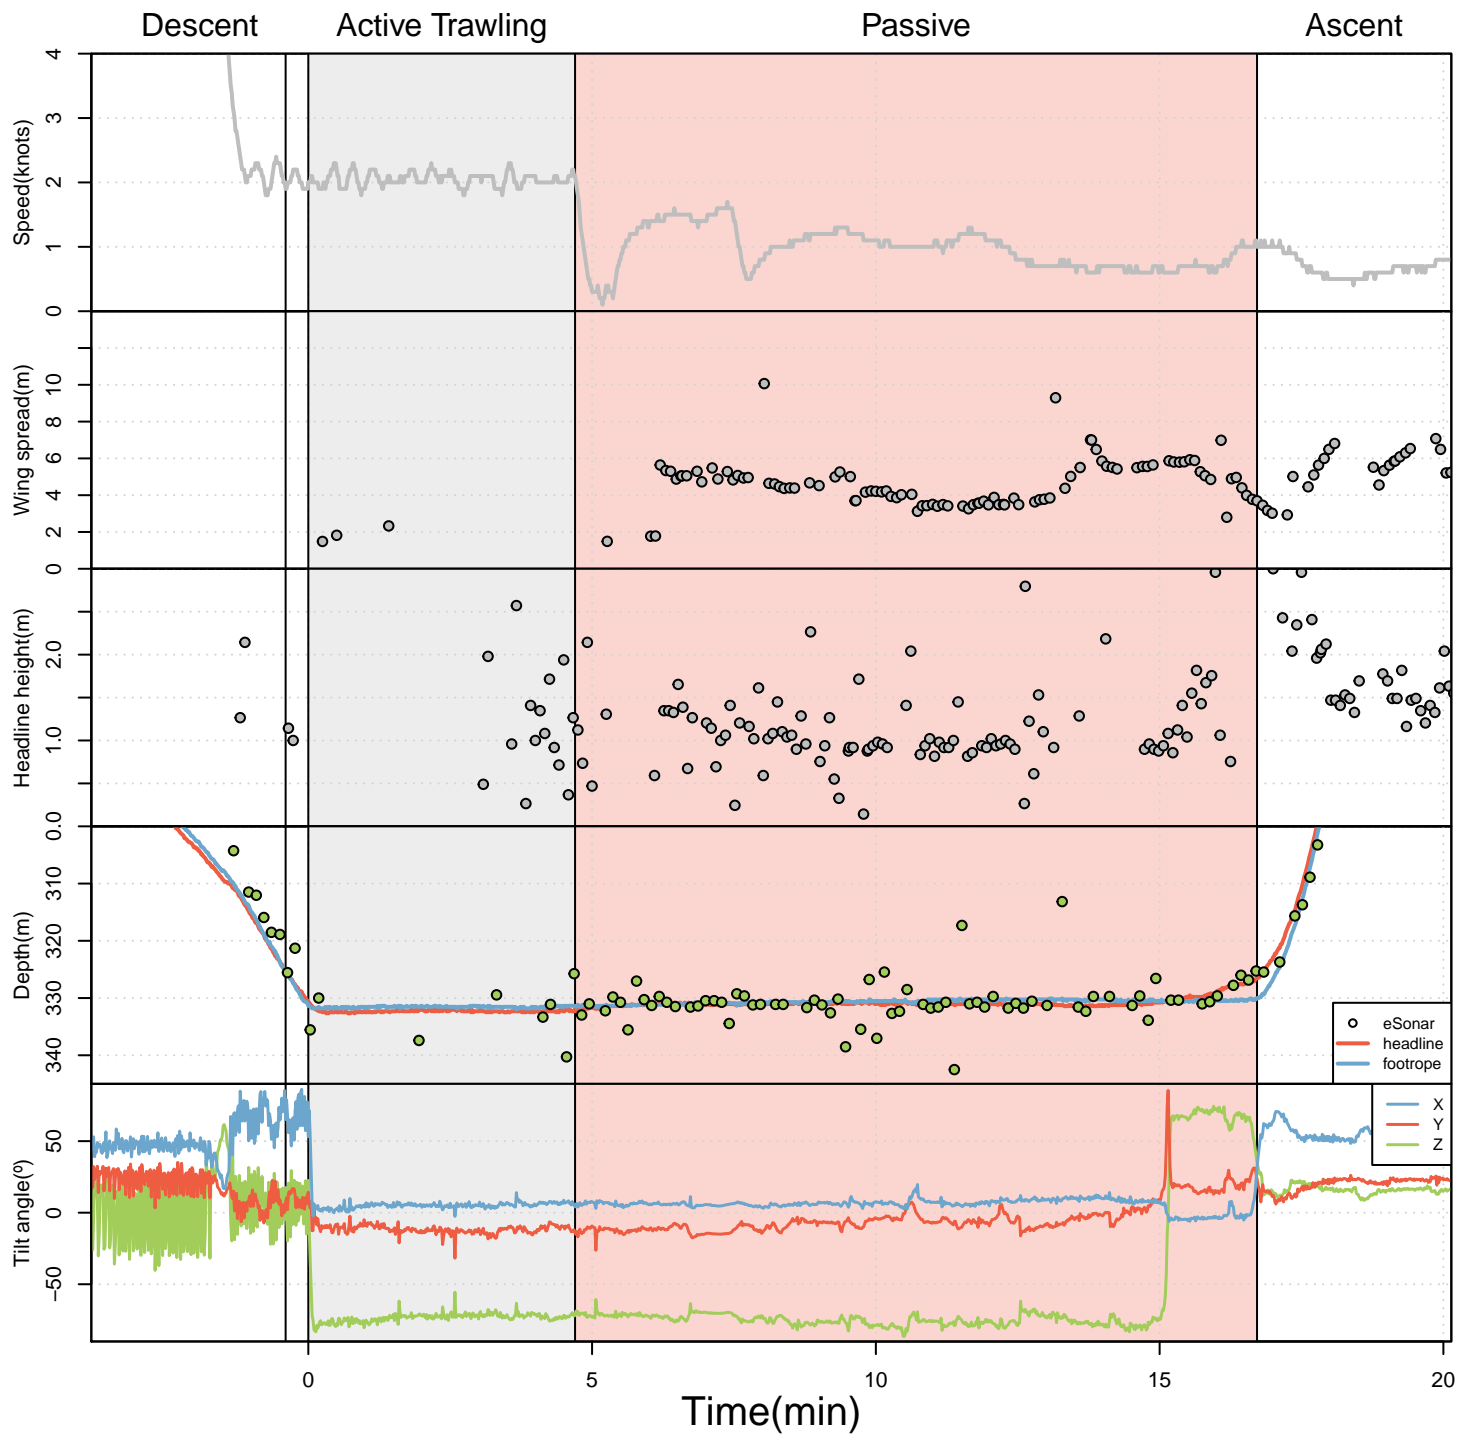 Descent Active Trawling Passive Ascent
Speed(knots)
0 1 2 3 4
Wing spread(m)
0 2 4 6 8 10
Headline height(m)
0.0 1.0 2.0
Depth(m)
340 330 320 310
eSonar
headline
footrope
Tilt angle(º)
−50 0 50
X
Y
Z
0 5 10 15 20
Time(min)